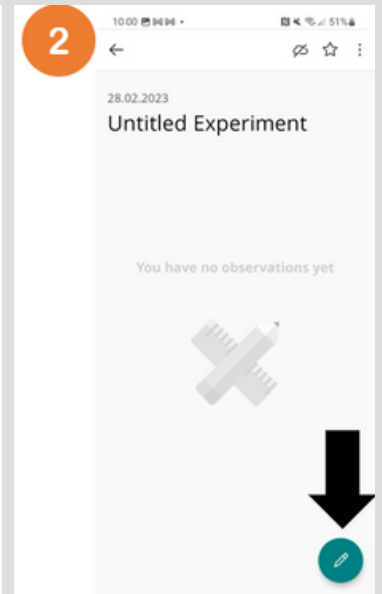 2
10:00
51%
28.02.2023
Untitled Experiment
You have no observations yet